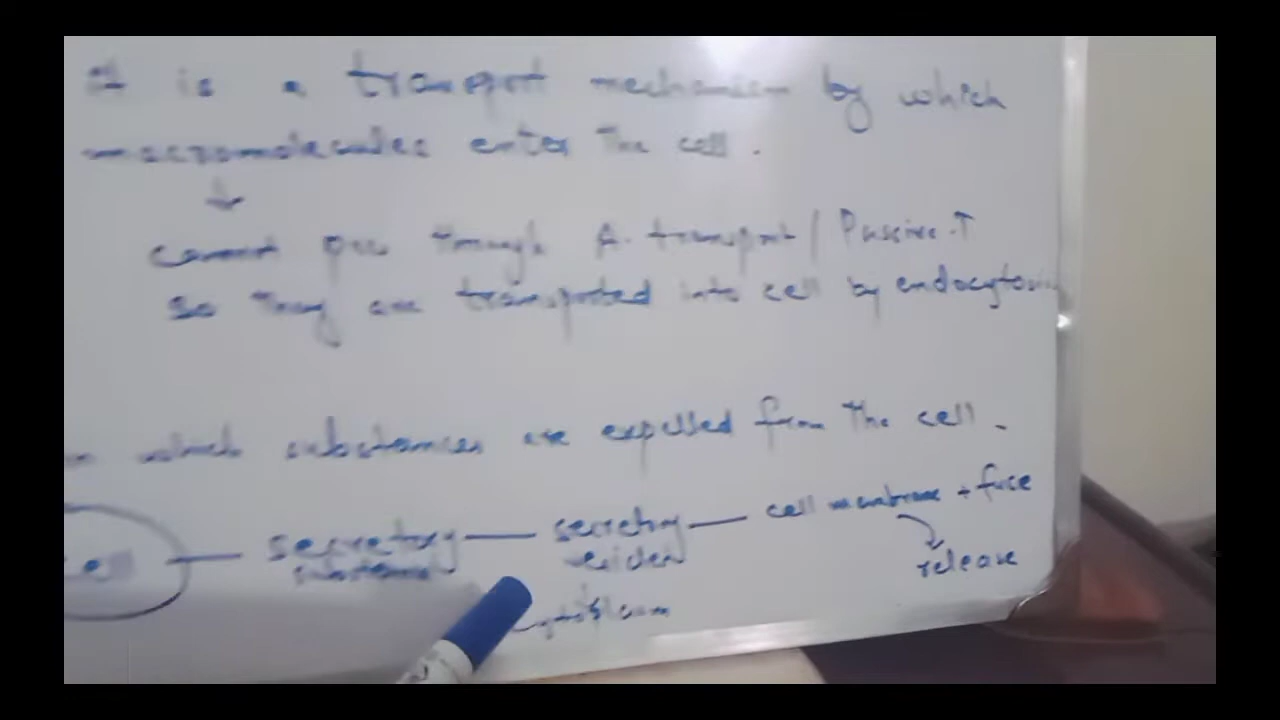 It is a transport mechanism by which
macromolecules enter the cell.
↓
cannot pass through A. transport / Passive.T
So they are transported into cell by endocytosis
which substances are expelled from the cell.
cell — secretory — secretory — cell membrane + fuse
substance vesicles release
cytoplasm